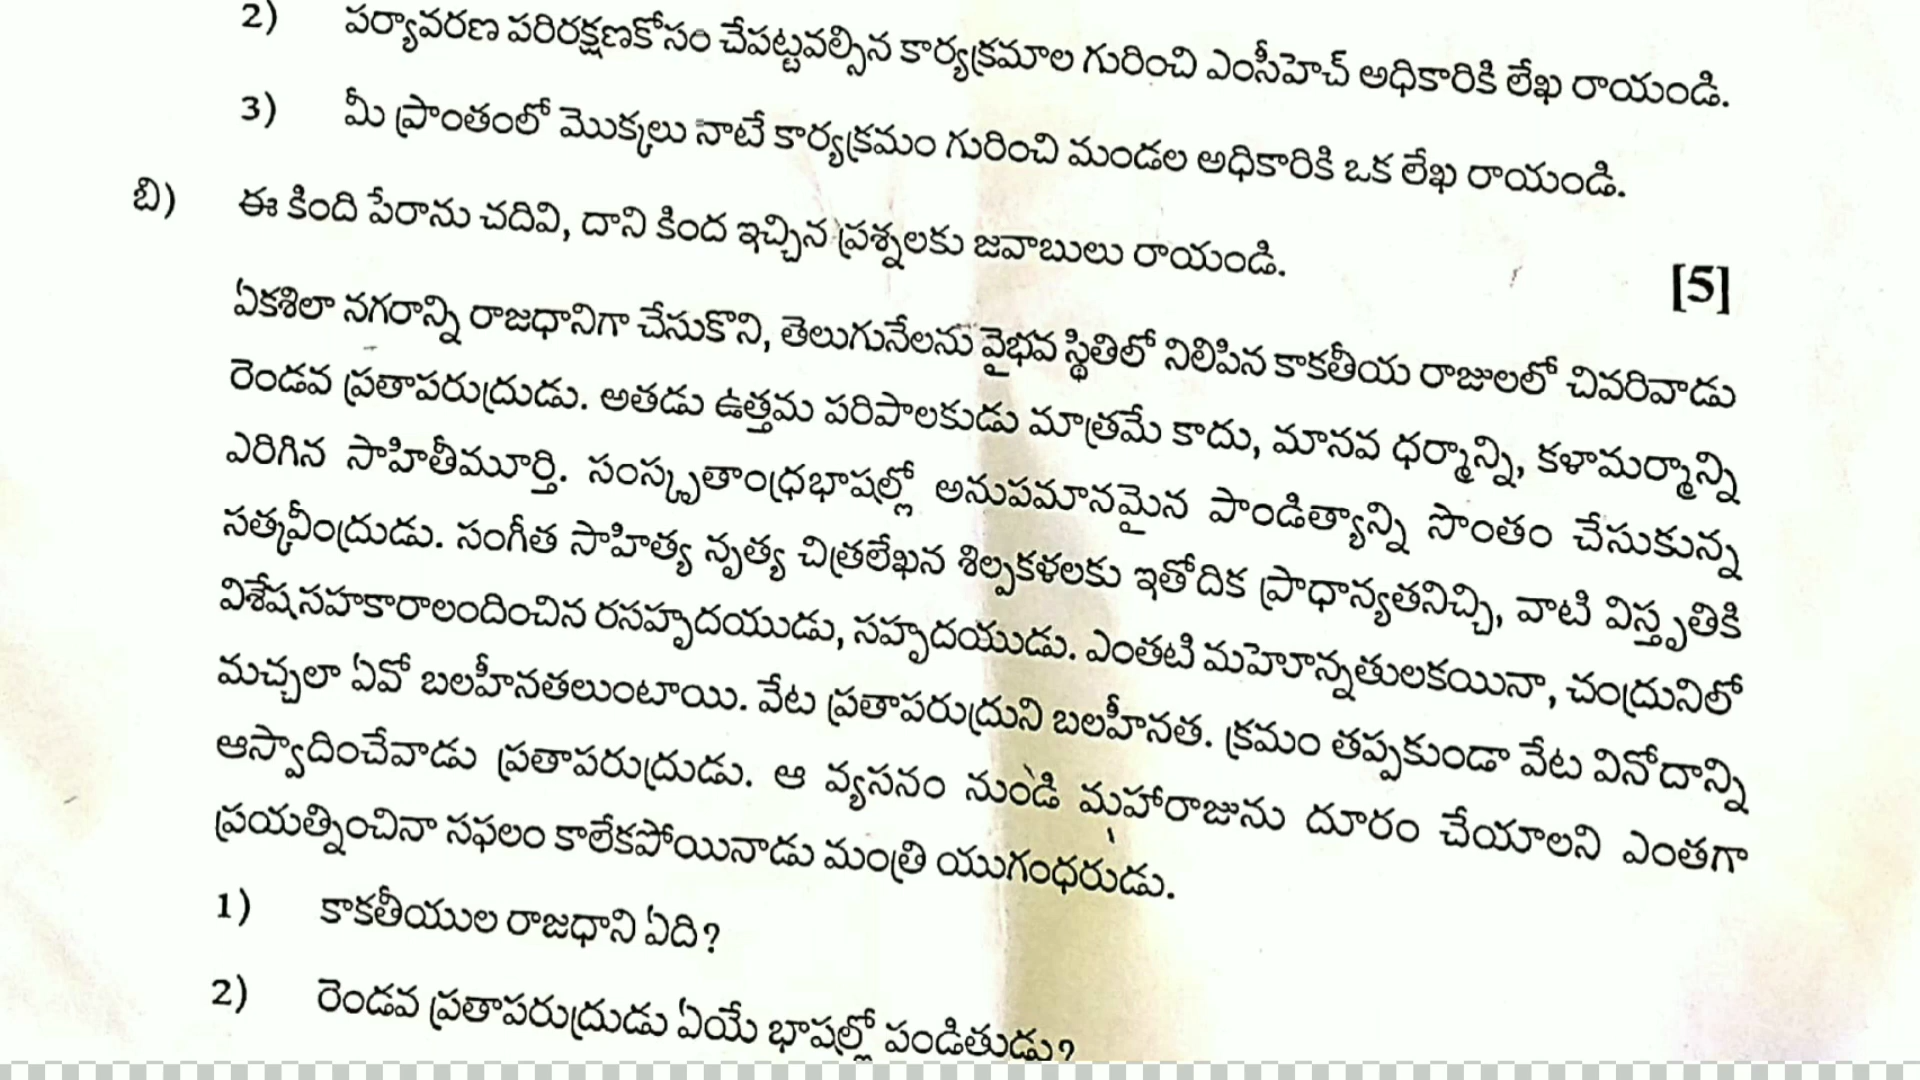 2) పర్యావరణ పరిరక్షణకోసం చేపట్టవల్సిన కార్యక్రమాల గురించి ఎంసీహెచ్ అధికారికి లేఖ రాయండి.
3) మీ ప్రాంతంలో మొక్కలు నాటే కార్యక్రమం గురించి మండల అధికారికి ఒక లేఖ రాయండి.
బి) ఈ కింది పేరాను చదివి, దాని కింద ఇచ్చిన ప్రశ్నలకు జవాబులు రాయండి. [5]
ఏకశిలా నగరాన్ని రాజధానిగా చేసుకొని, తెలుగునేలను వైభవ స్థితిలో నిలిపిన కాకతీయ రాజులలో చివరివాడు
రెండవ ప్రతాపరుద్రుడు. అతడు ఉత్తమ పరిపాలకుడు మాత్రమే కాదు, మానవ ధర్మాన్ని, కళామర్మాన్ని
ఎరిగిన సాహితీమూర్తి. సంస్కృతాంధ్రభాషల్లో అనుపమానమైన పాండిత్యాన్ని సొంతం చేసుకున్న
సత్కవీంద్రుడు. సంగీత సాహిత్య నృత్య చిత్రలేఖన శిల్పకళలకు ఇతోదిక ప్రాధాన్యతనిచ్చి, వాటి విస్తృతికి
విశేషసహకారాలందించిన రసహృదయుడు, సహృదయుడు. ఎంతటి మహోన్నతులకయినా, చంద్రునిలో
మచ్చలా ఏవో బలహీనతలుంటాయి. వేట ప్రతాపరుద్రుని బలహీనత. క్రమం తప్పకుండా వేట వినోదాన్ని
ఆస్వాదించేవాడు ప్రతాపరుద్రుడు. ఆ వ్యసనం నుండి మహారాజును దూరం చేయాలని ఎంతగా
ప్రయత్నించినా సఫలం కాలేకపోయినాడు మంత్రి యుగంధరుడు.
1) కాకతీయుల రాజధాని ఏది?
2) రెండవ ప్రతాపరుద్రుడు ఏయే భాషల్లో పండితుడు?